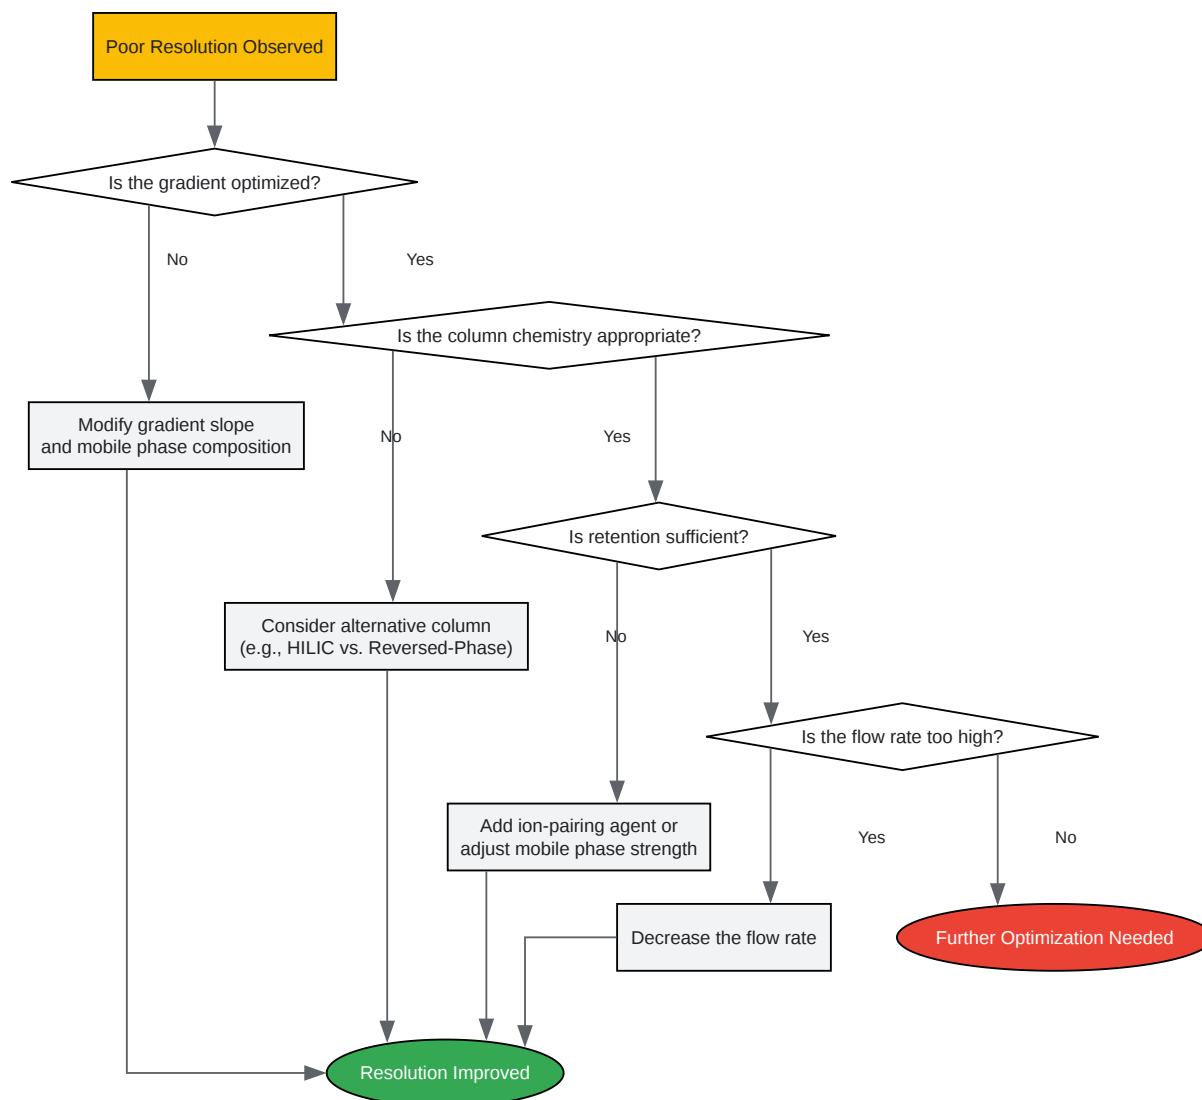 Poor Resolution Observed
Is the gradient optimized?
No
Yes
Is the column chemistry appropriate?
Modify gradient slope
and mobile phase composition
No
Yes
Is retention sufficient?
Consider alternative column
(e.g., HILIC vs. Reversed-Phase)
No
Yes
Is the flow rate too high?
Add ion-pairing agent or
adjust mobile phase strength
Yes
No
Decrease the flow rate
Further Optimization Needed
Resolution Improved